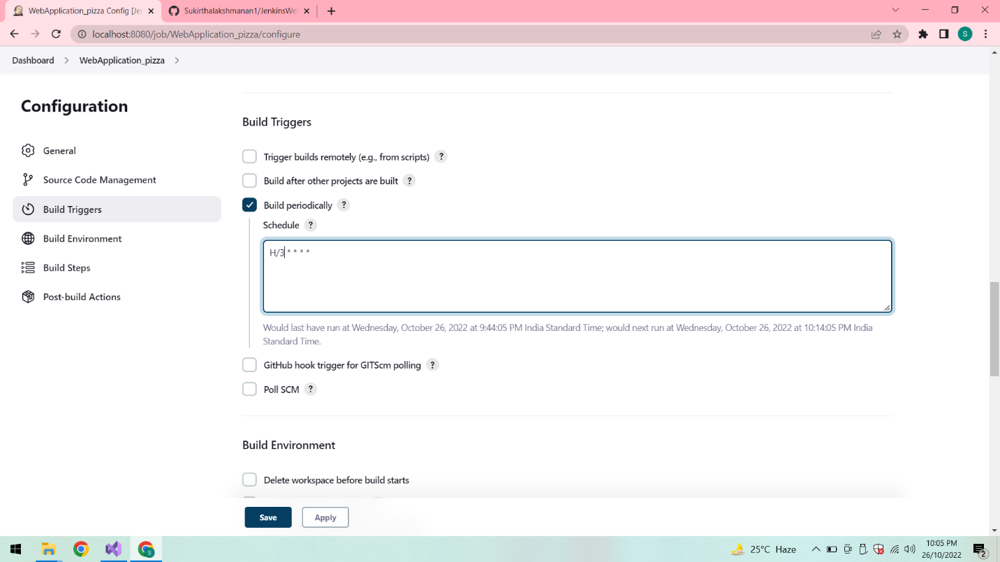 WebApplication_pizza Config [Je
Sukirthalakshmanan1/JenkinsWe
localhost:8080/job/WebApplication_pizza/configure
S
Dashboard
WebApplication_pizza
Configuration
General
Source Code Management
Build Triggers
Build Environment
Build Steps
Post-build Actions
Build Triggers
Trigger builds remotely (e.g., from scripts) ?
Build after other projects are built ?
Build periodically ?
Schedule ?
H/3 * * * *
Would last have run at Wednesday, October 26, 2022 at 9:44:05 PM India Standard Time; would next run at Wednesday, October 26, 2022 at 10:14:05 PM India
Standard Time.
GitHub hook trigger for GITScm polling ?
Poll SCM ?
Build Environment
Delete workspace before build starts
Save
Apply
25°C Haze
10:05 PM
26/10/2022
2